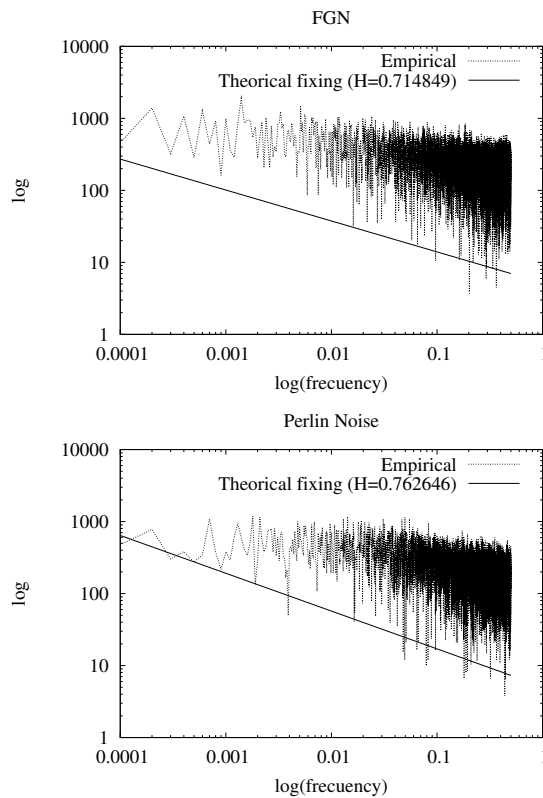 FGN
10000
1000
100
10
1
log
Empirical
Theorical fixing (H=0.714849)
0.0001 0.001 0.01 0.1 1
log(frecuency)
Perlin Noise
10000
1000
100
10
1
log
Empirical
Theorical fixing (H=0.762646)
0.0001 0.001 0.01 0.1 1
log(frecuency)